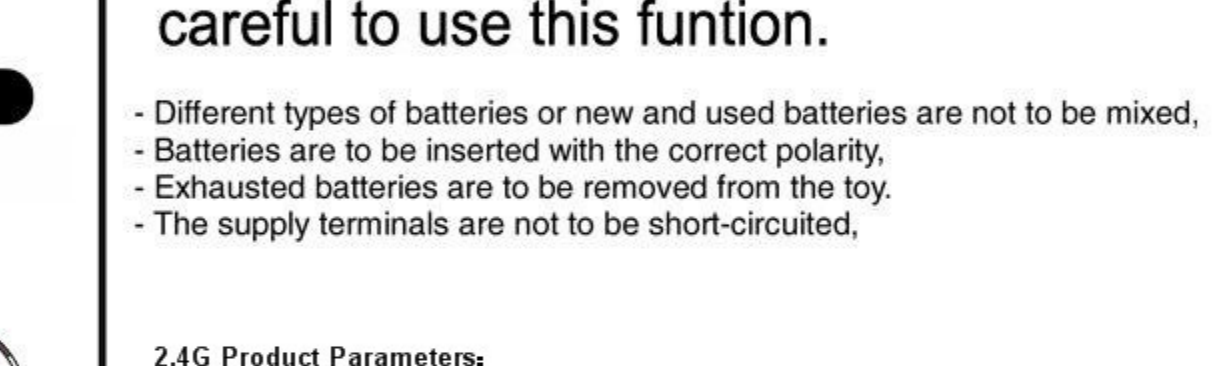 careful to use this funtion.
- Different types of batteries or new and used batteries are not to be mixed,
- Batteries are to be inserted with the correct polarity,
- Exhausted batteries are to be removed from the toy.
- The supply terminals are not to be short-circuited,
2.4G Product Parameters: